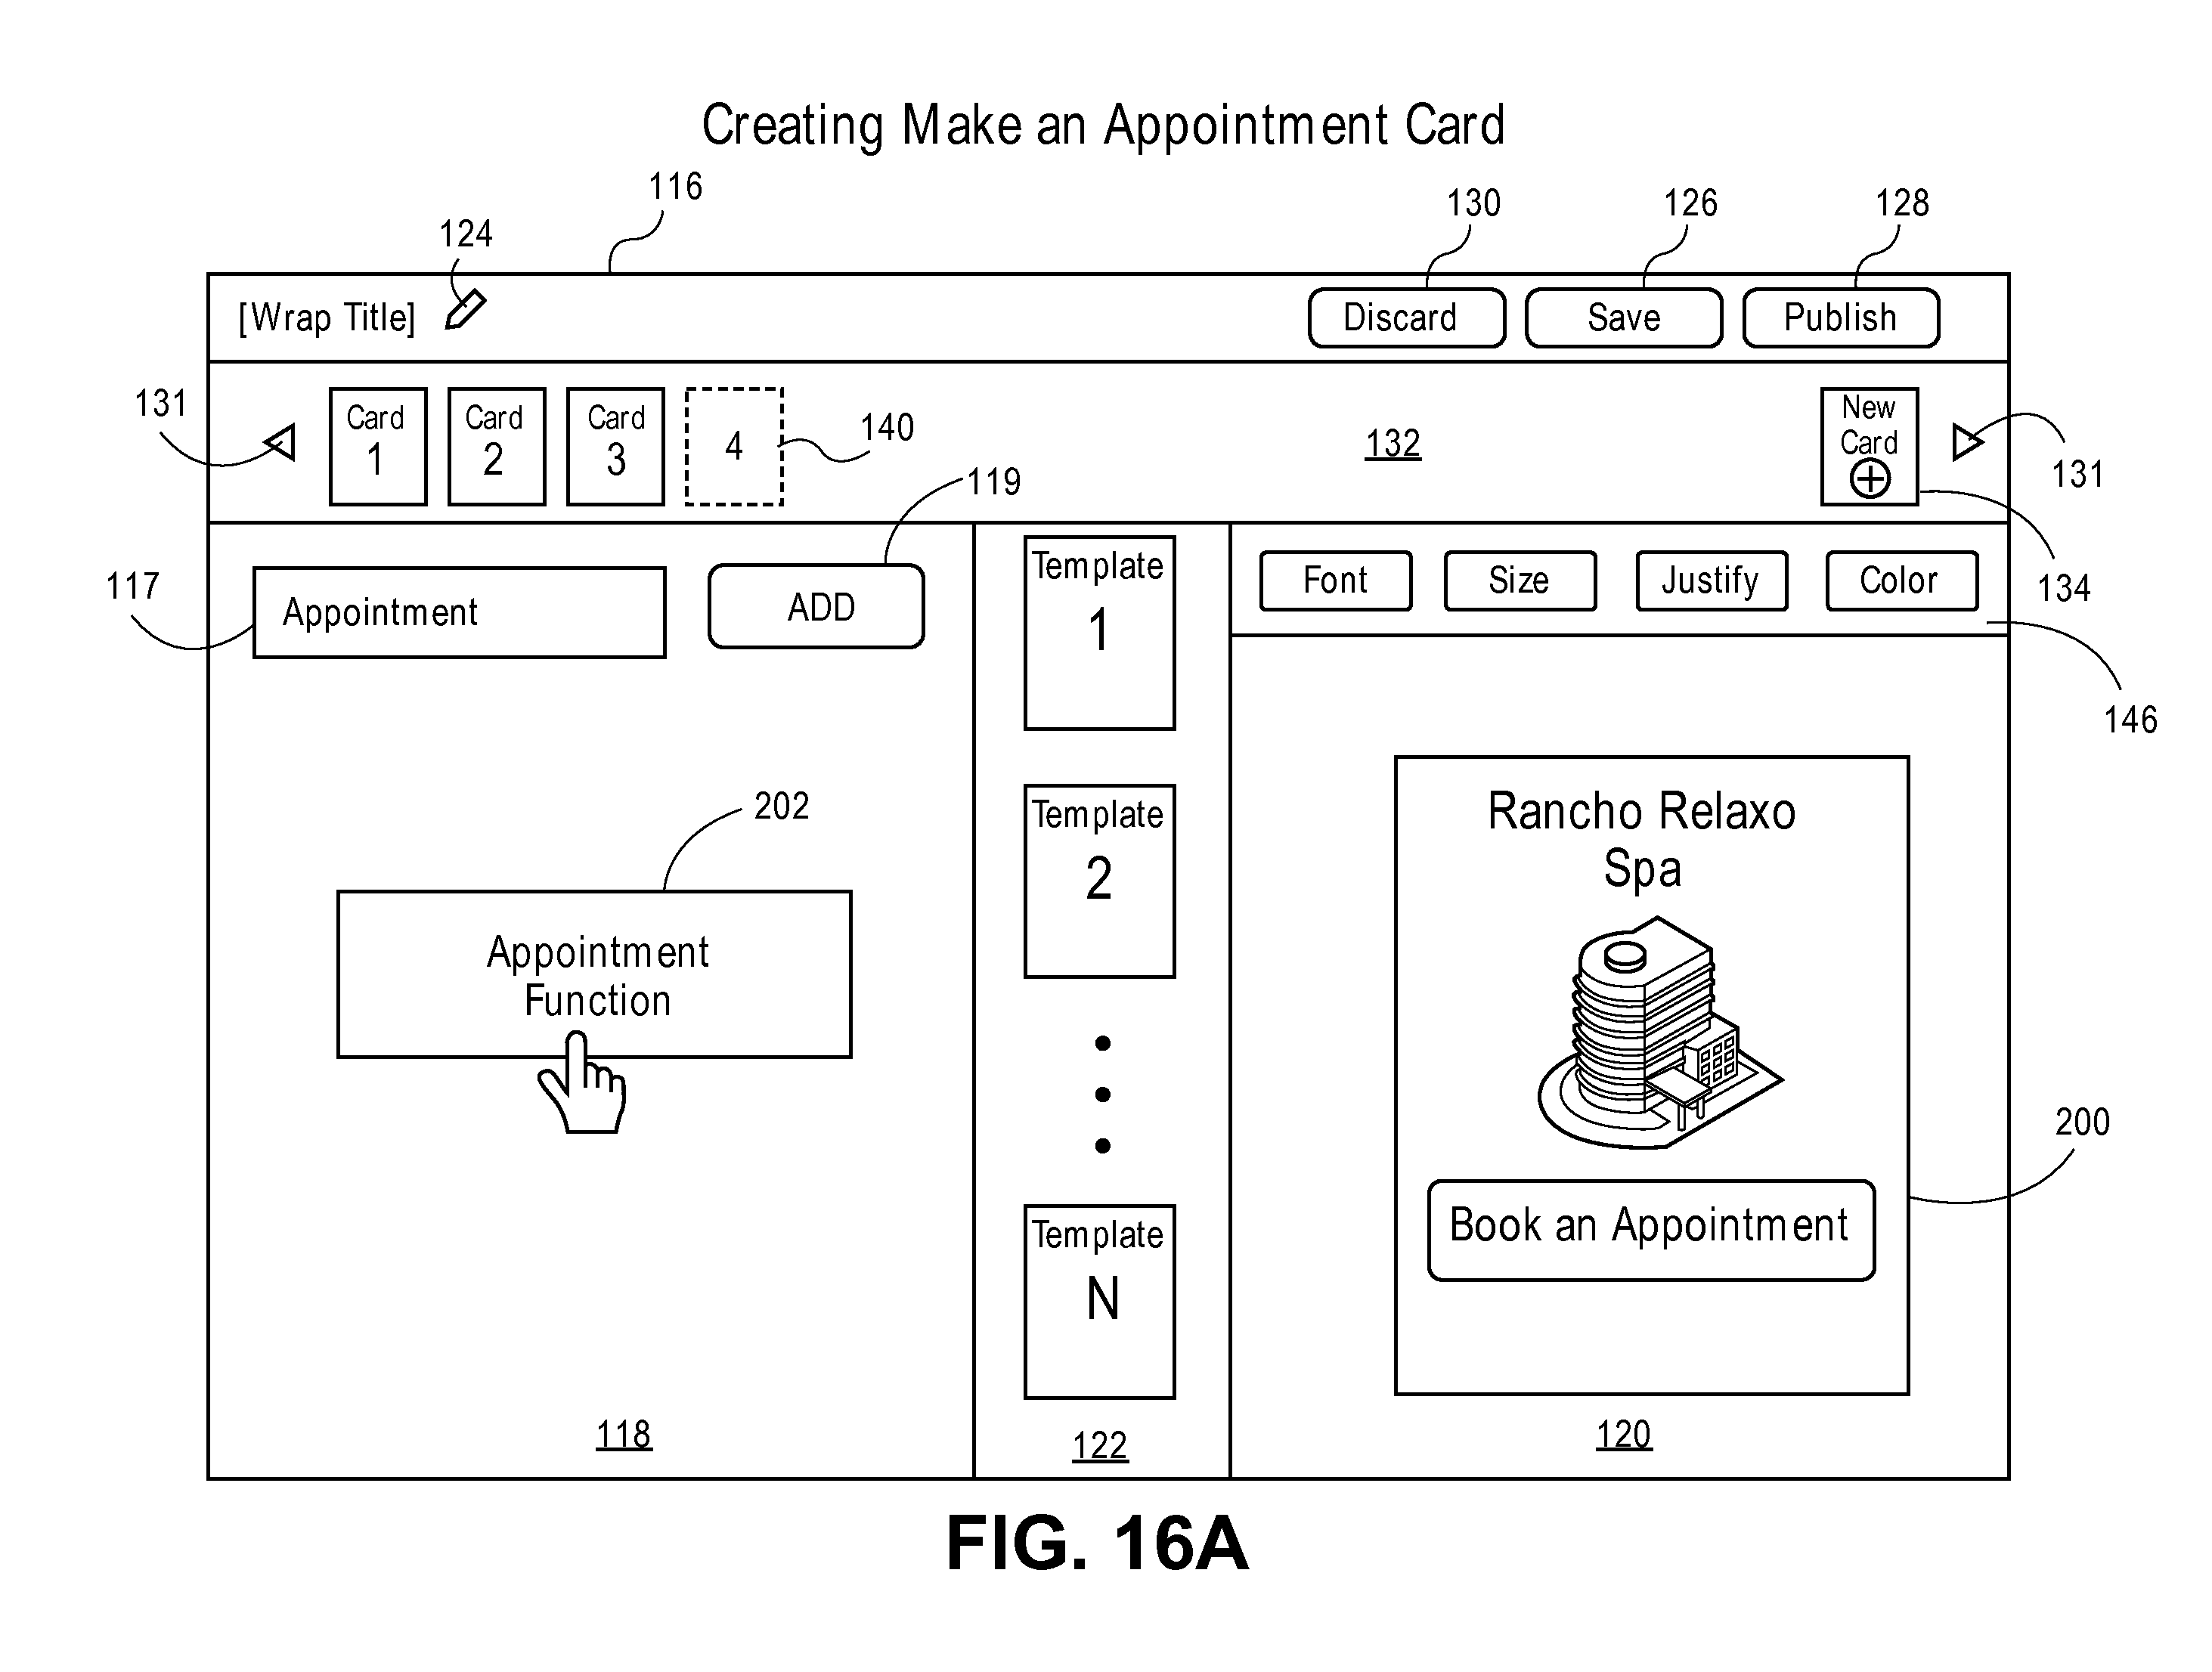 Creating Make an Appointment Card
116
130
126
128
124
[Wrap Title]
Discard
Save
Publish
131
Card
1
Card
2
Card
3
4
140
132
New
Card
131
119
117
Appointment
ADD
Template
1
Font
Size
Justify
Color
134
146
202
Appointment
Function
Template
2
Rancho Relaxo
Spa
200
Book an Appointment
Template
N
118
122
120
FIG. 16A